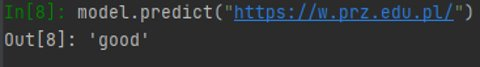 In[8]: model.predict("https://w.prz.edu.pl/")
Out[8]: 'good'